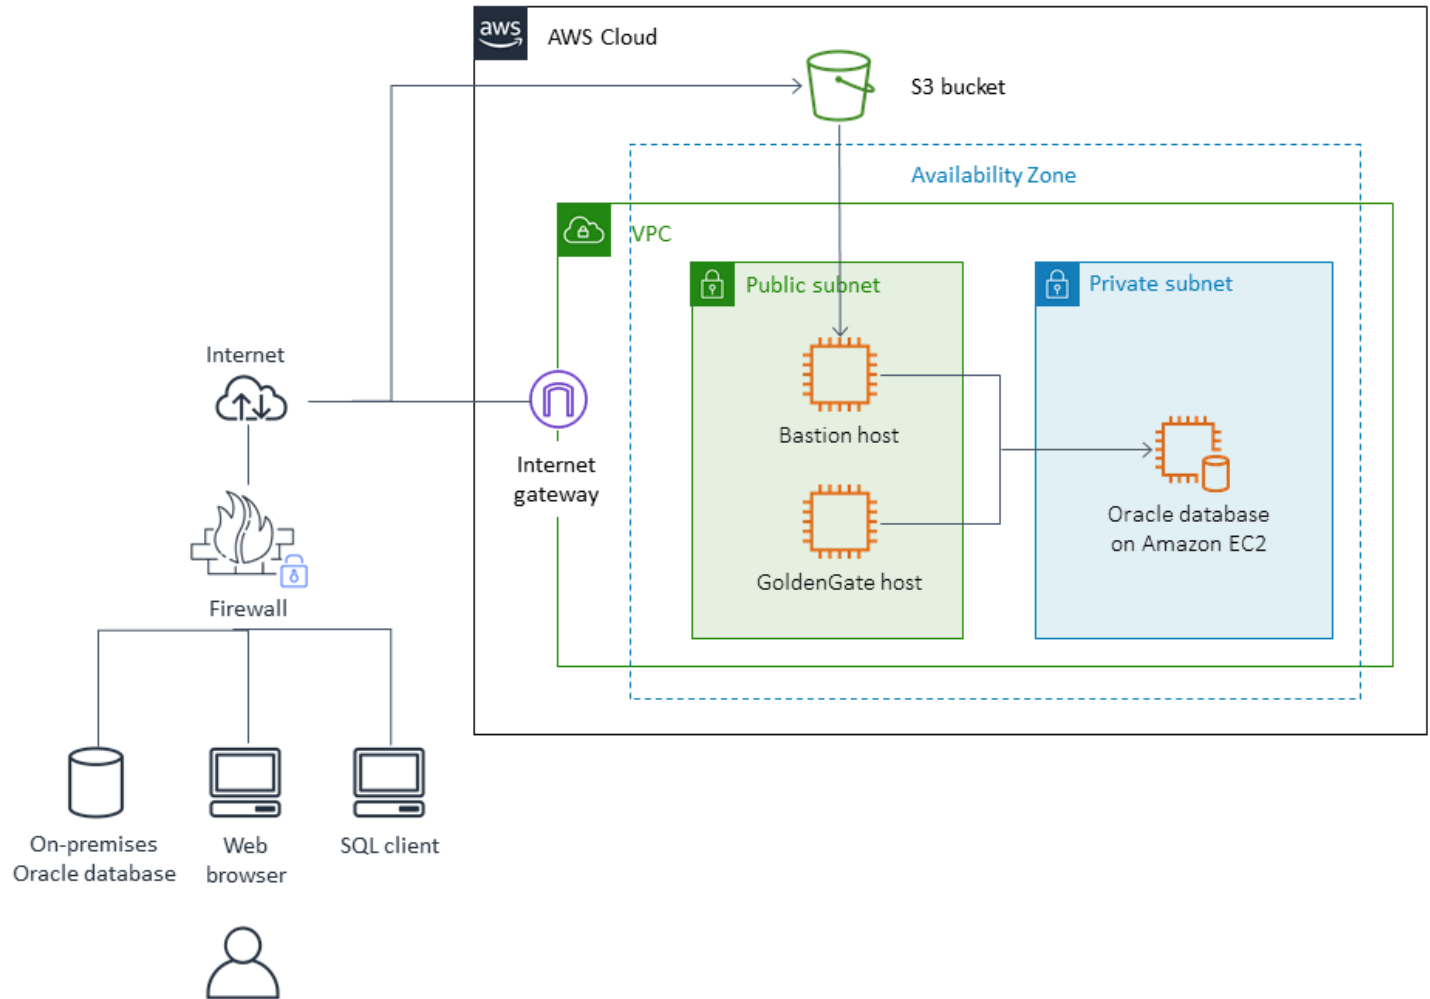 aws
AWS Cloud
S3 bucket
Availability Zone
VPC
Public subnet
Private subnet
Internet
Bastion host
Internet
gateway
Oracle database
on Amazon EC2
GoldenGate host
Firewall
On-premises
Oracle database
Web
browser
SQL client